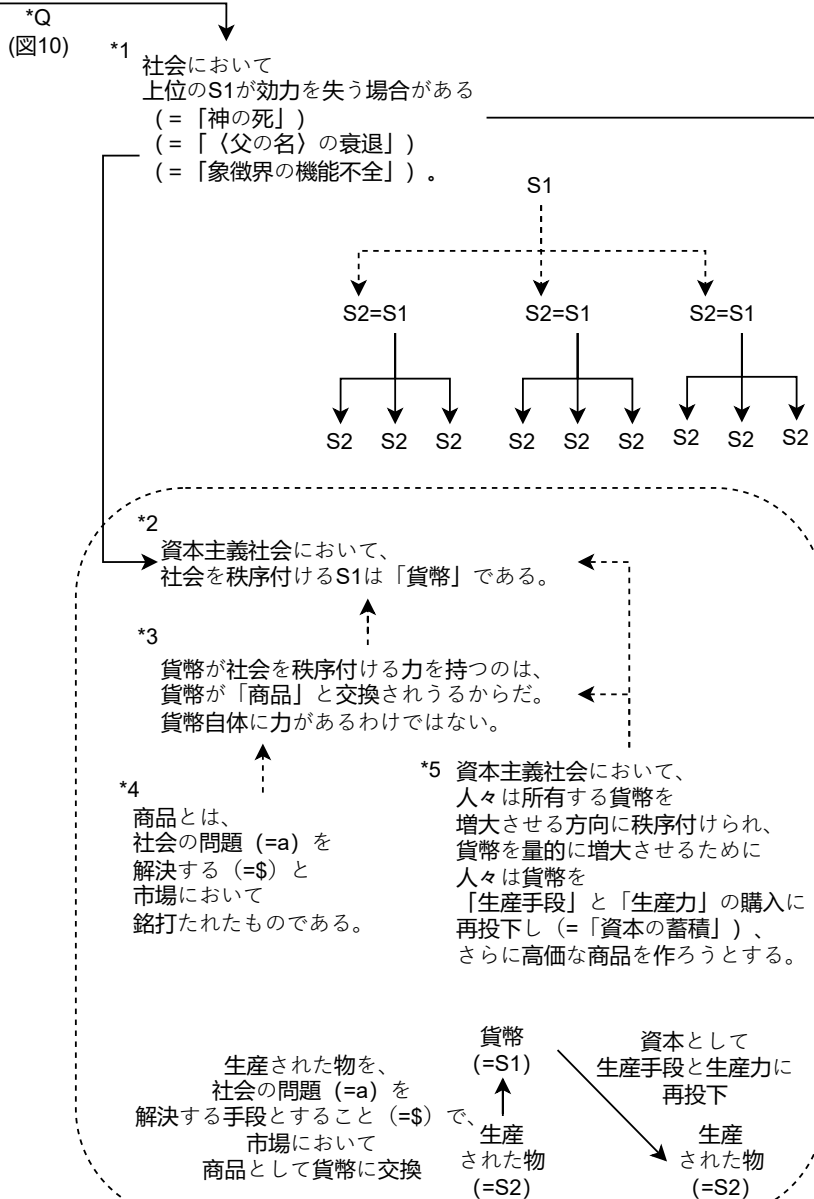 *Q
(図10)
*1
社会において
上位のS1が効力を失う場合がある
(=「神の死」)
(=「〈父の名〉の衰退」)
(=「象徴界の機能不全」)。
S1
S2=S1 S2=S1 S2=S1
S2 S2 S2 S2 S2 S2 S2 S2 S2
*2
資本主義社会において、
社会を秩序付けるS1は「貨幣」である。
*3
貨幣が社会を秩序付ける力を持つのは、
貨幣が「商品」と交換されうるからだ。
貨幣自体に力があるわけではない。
*4
商品とは、
社会の問題(=a)を
解決する(=$)と
市場において
銘打たれたものである。
*5 資本主義社会において、
人々は所有する貨幣を
増大させる方向に秩序付けられ、
貨幣を量的に増大させるために
人々は貨幣を
「生産手段」と「生産力」の購入に
再投下し(=「資本の蓄積」)、
さらに高価な商品を作ろうとする。
生産された物を、
社会の問題(=a)を
解決する手段とすること(=$)で、
市場において
商品として貨幣に交換
貨幣
(=S1)
生産
された物
(=S2)
資本として
生産手段と生産力に
再投下
生産
された物
(=S2)